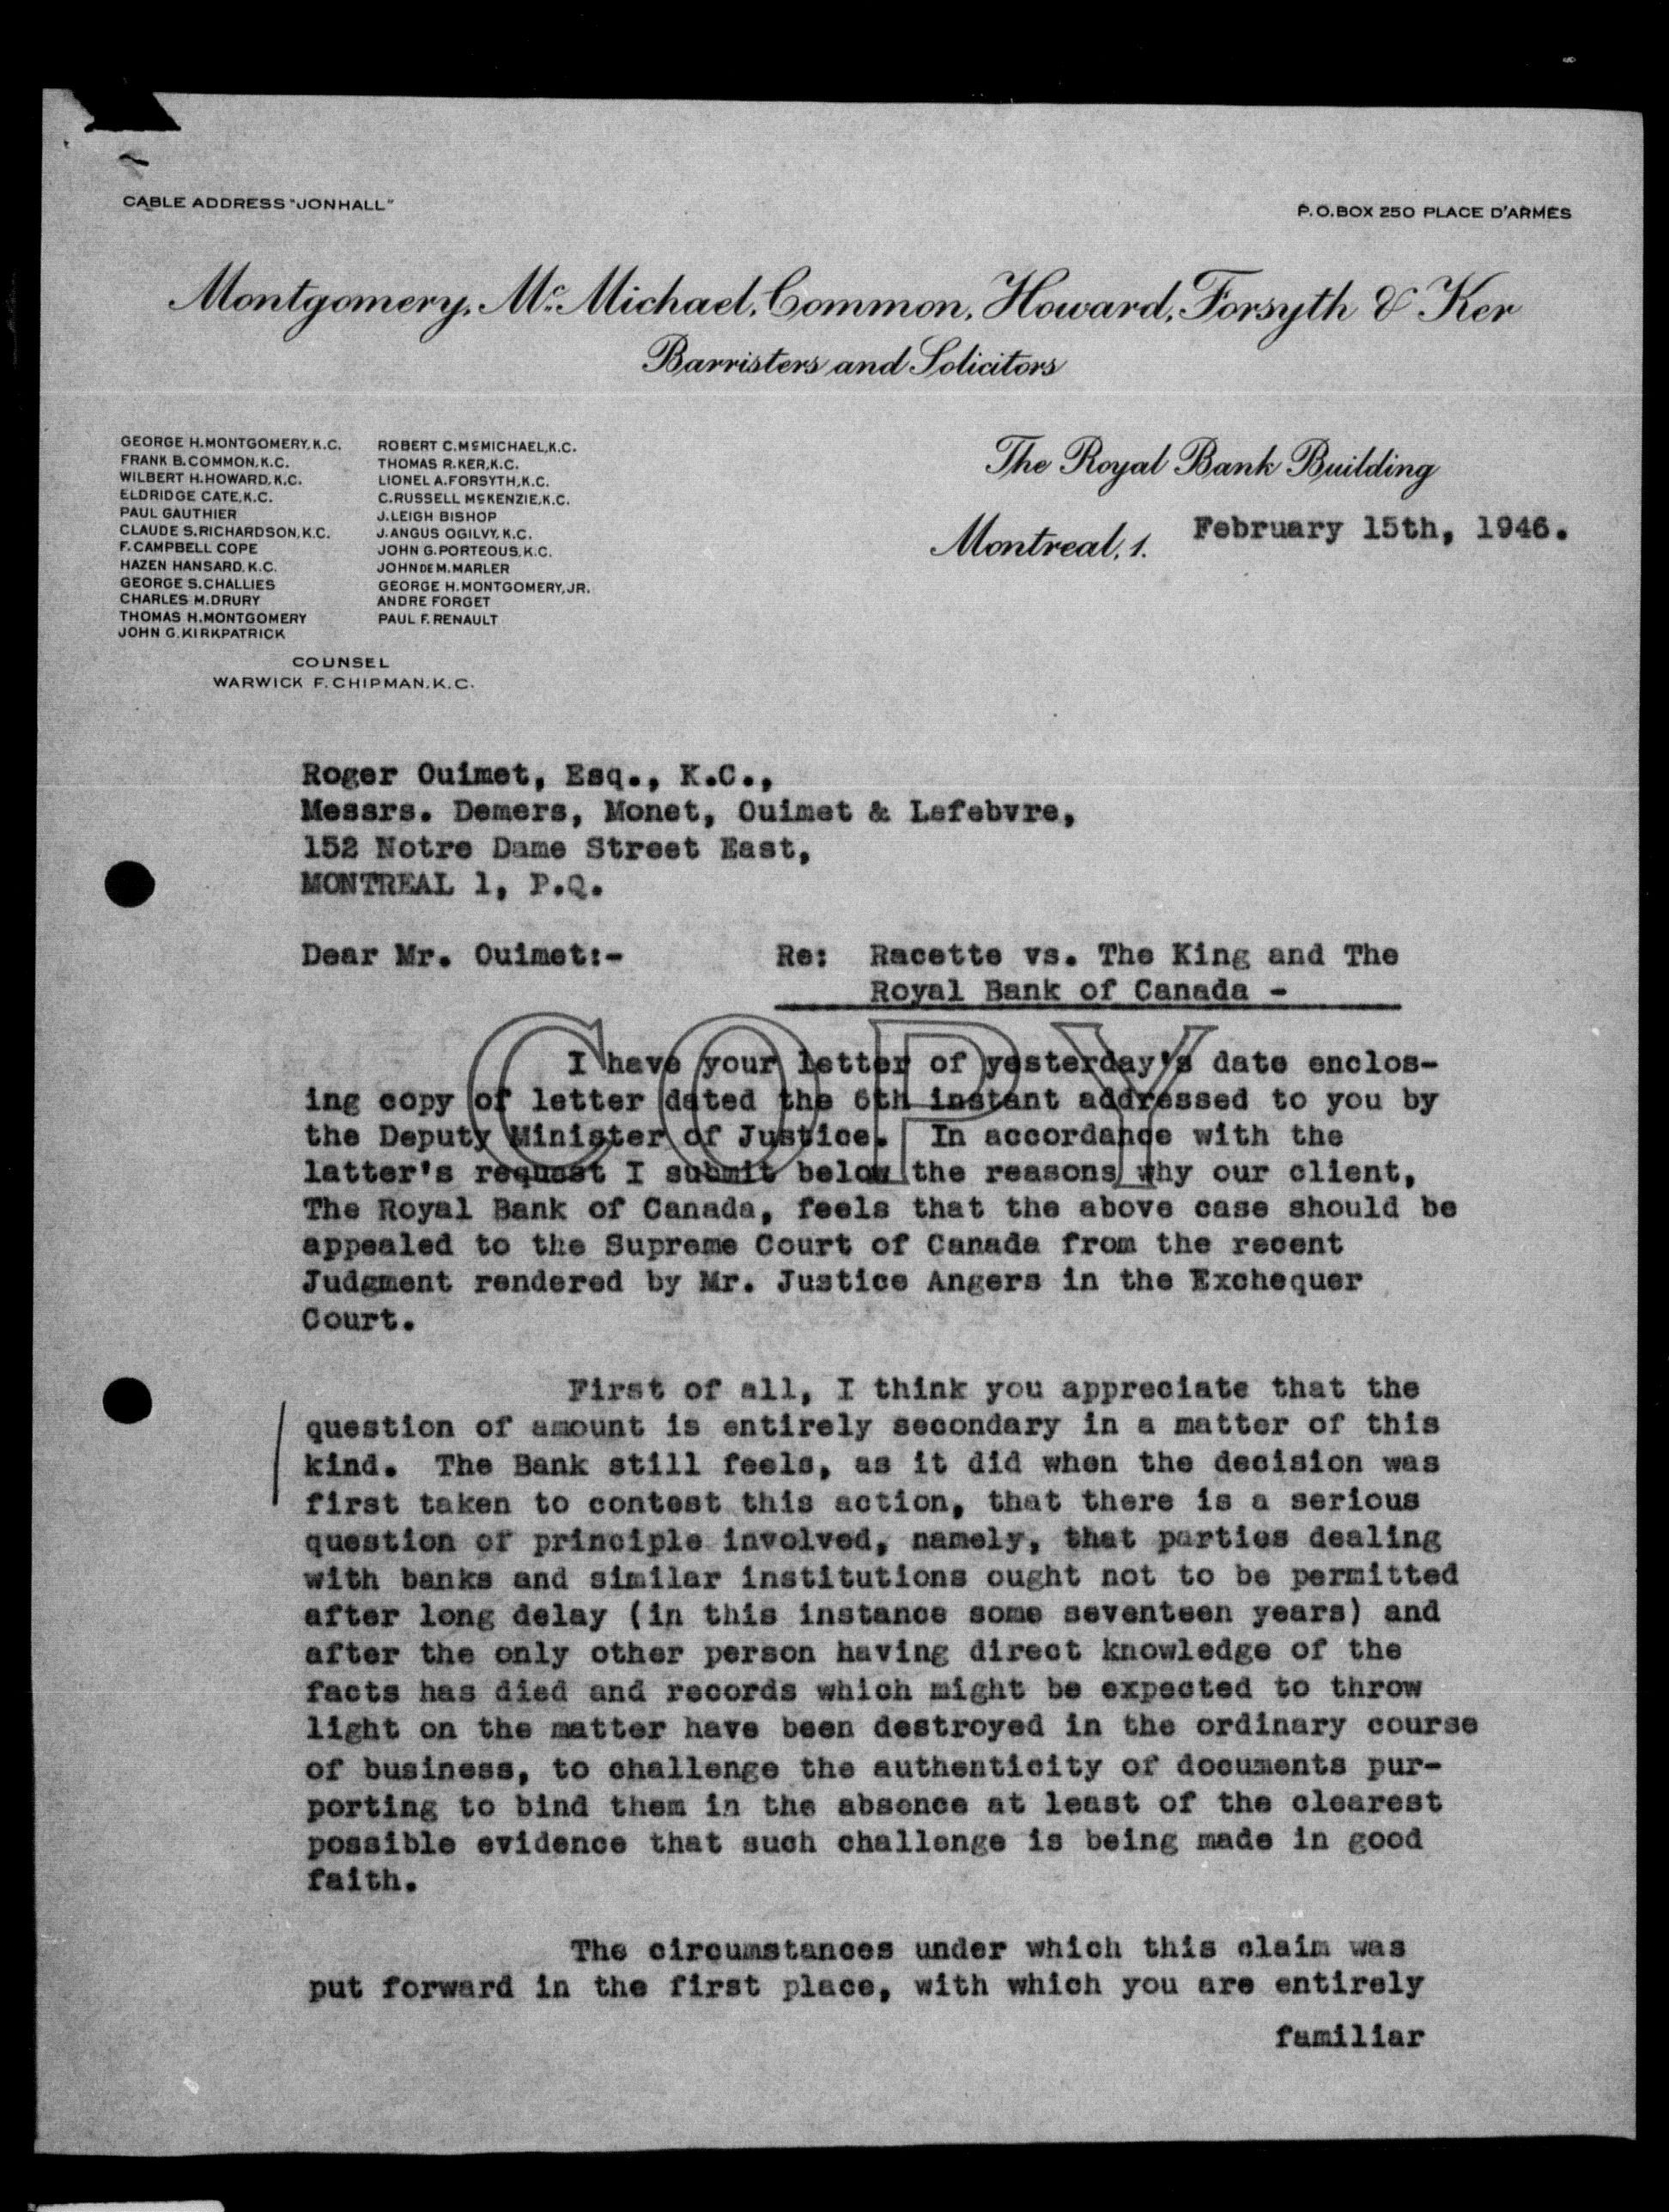 CABLE ADDRESS "JONHALL"
P.O. BOX 250 PLACE D'ARMES
Montgomery, McMichael, Common, Howard, Forsyth & Ker
Barristers and Solicitors
GEORGE H. MONTGOMERY, K.C.
FRANK B. COMMON, K.C.
WILBERT H. HOWARD, K.C.
ELDRIDGE CATE, K.C.
PAUL GAUTHIER
CLAUDE S. RICHARDSON, K.C.
F. CAMPBELL COPE
HAZEN HANSARD, K.C.
GEORGE S. CHALLIES
CHARLES M. DRURY
THOMAS H. MONTGOMERY
JOHN G. KIRKPATRICK
ROBERT C. McMICHAEL, K.C.
THOMAS R. KER, K.C.
LIONEL A. FORSYTH, K.C.
C. RUSSELL McKENZIE, K.C.
J. LEIGH BISHOP
J. ANGUS OGILVY, K.C.
JOHN G. PORTEOUS, K.C.
JOHN DE M. MARLER
GEORGE H. MONTGOMERY, JR.
ANDRE FORGET
PAUL F. RENAULT
COUNSEL
WARWICK F. CHIPMAN, K.C.
The Royal Bank Building
Montreal, 1. February 15th, 1946.
Roger Ouimet, Esq., K.C.,
Messrs. Demers, Monet, Ouimet & Lefebvre,
152 Notre Dame Street East,
MONTREAL 1, P.Q.
Dear Mr. Ouimet:- Re: Racette vs. The King and The
Royal Bank of Canada -
COPY
I have your letter of yesterday's date enclos-
ing copy of letter dated the 6th instant addressed to you by
the Deputy Minister of Justice. In accordance with the
latter's request I submit below the reasons why our client,
The Royal Bank of Canada, feels that the above case should be
appealed to the Supreme Court of Canada from the recent
Judgment rendered by Mr. Justice Angers in the Exchequer
Court.
First of all, I think you appreciate that the
question of amount is entirely secondary in a matter of this
kind. The Bank still feels, as it did when the decision was
first taken to contest this action, that there is a serious
question of principle involved, namely, that parties dealing
with banks and similar institutions ought not to be permitted
after long delay (in this instance some seventeen years) and
after the only other person having direct knowledge of the
facts has died and records which might be expected to throw
light on the matter have been destroyed in the ordinary course
of business, to challenge the authenticity of documents pur-
porting to bind them in the absence at least of the clearest
possible evidence that such challenge is being made in good
faith.
The circumstances under which this claim was
put forward in the first place, with which you are entirely
familiar